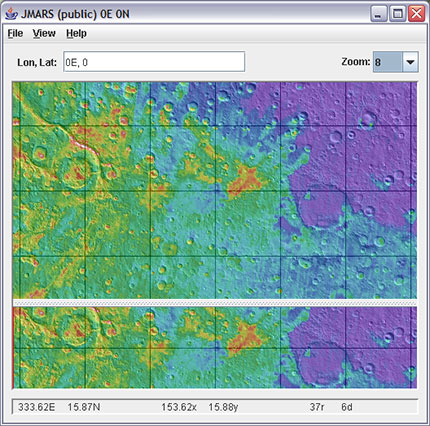 JMARS (public) 0E 0N
File View Help
Lon, Lat: 0E, 0 Zoom: 8
333.62E 15.87N 153.62x 15.88y 37r 6d